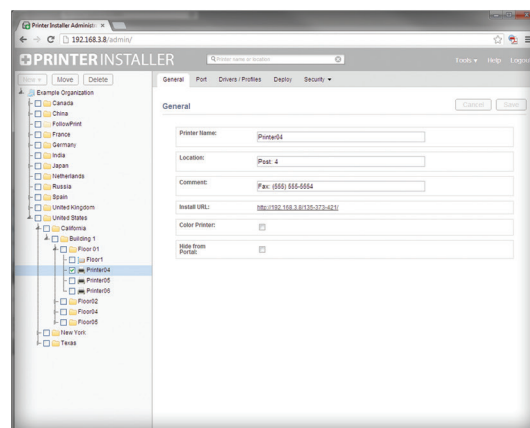 Printer Installer Administr
192.168.3.8/admin/
PRINTER INSTALLER
Printer name or location
Tools Help Logout
New Move Delete
General Port Drivers / Profiles Deploy Security
Example Organization
Canada
China
FollowPrint
France
Germany
India
Japan
Netherlands
Russia
Spain
United Kingdom
United States
California
Building 1
Floor 01
Floor1
Printer04
Printer05
Printer06
Floor02
Floor04
Floor05
New York
Texas
General
Cancel Save
Printer Name: Printer04
Location: Post: 4
Comment: Fax: (555) 555-5554
Install URL: http://192.168.3.8/135-373-421/
Color Printer:
Hide from
Portal: